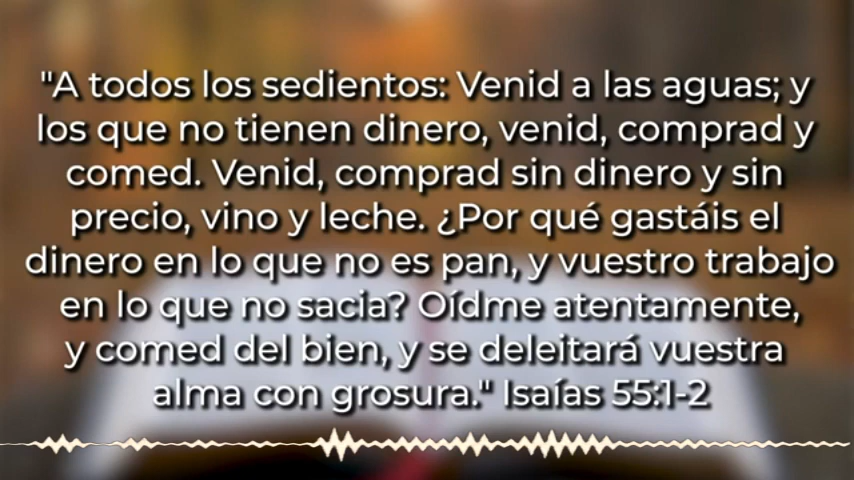 "A todos los sedientos: Venid a las aguas; y
los que no tienen dinero, venid, comprad y
comed. Venid, comprad sin dinero y sin
precio, vino y leche. ¿Por qué gastáis el
dinero en lo que no es pan, y vuestro trabajo
en lo que no sacia? Oídme atentamente,
y comed del bien, y se deleitará vuestra
alma con grosura." Isaías 55:1-2